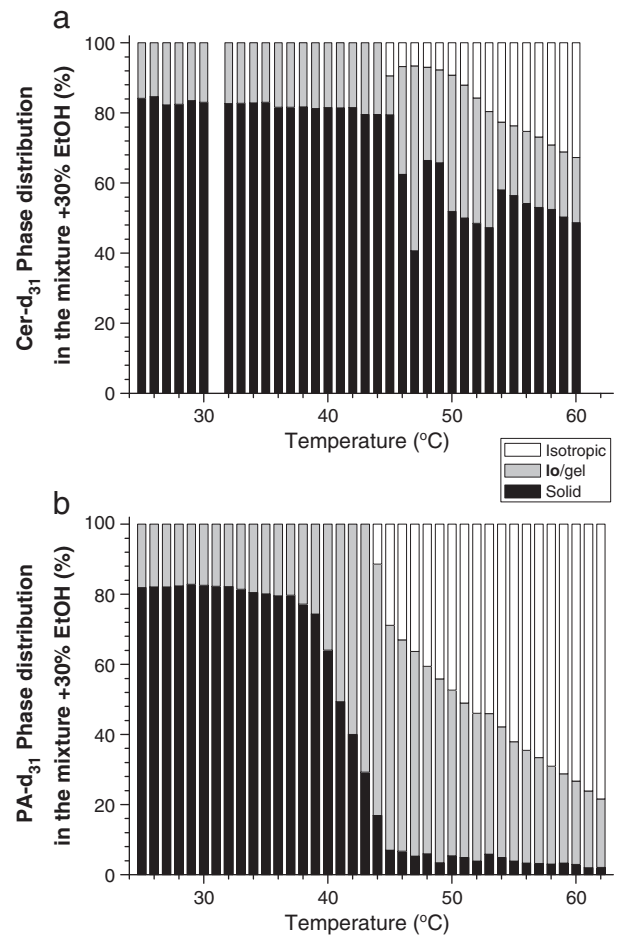 a
Cer-d31 Phase distribution
in the mixture +30% EtOH (%)
100
80
60
40
20
0
30
40
50
60
Temperature (°C)
Isotropic
lo/gel
Solid
b
PA-d31 Phase distribution
in the mixture +30% EtOH (%)
100
80
60
40
20
0
30
40
50
60
Temperature (°C)